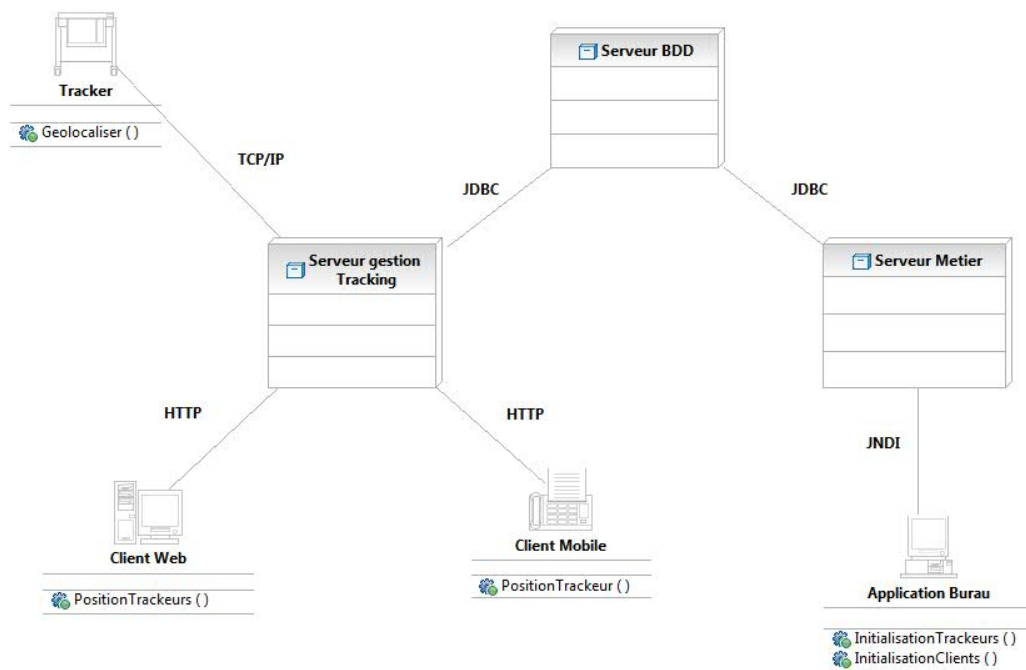 Serveur BDD
Tracker
Geolocaliser ( )
TCP/IP
JDBC
JDBC
Serveur gestion
Tracking
Serveur Metier
HTTP
HTTP
JNDI
Client Web
PositionTrackeurs ( )
Client Mobile
PositionTrackeur ( )
Application Burau
InitialisationTrackeurs ( )
InitialisationClients ( )